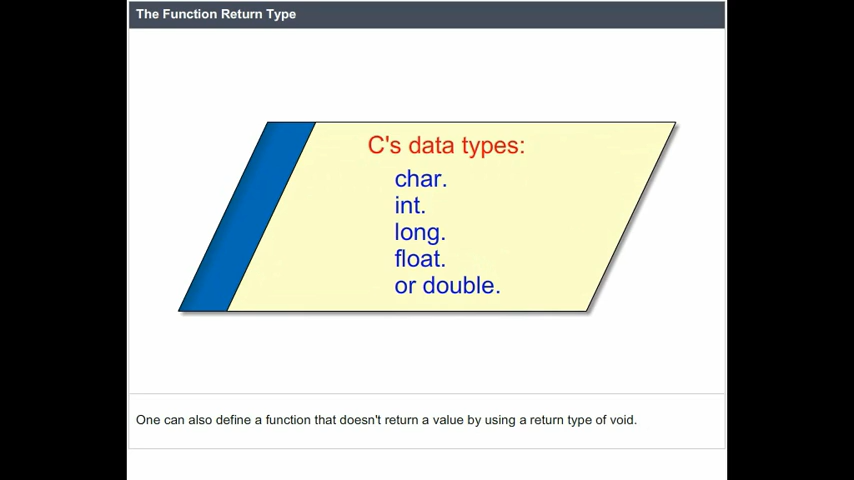 The Function Return Type
C's data types:
char.
int.
long.
float.
or double.
One can also define a function that doesn't return a value by using a return type of void.